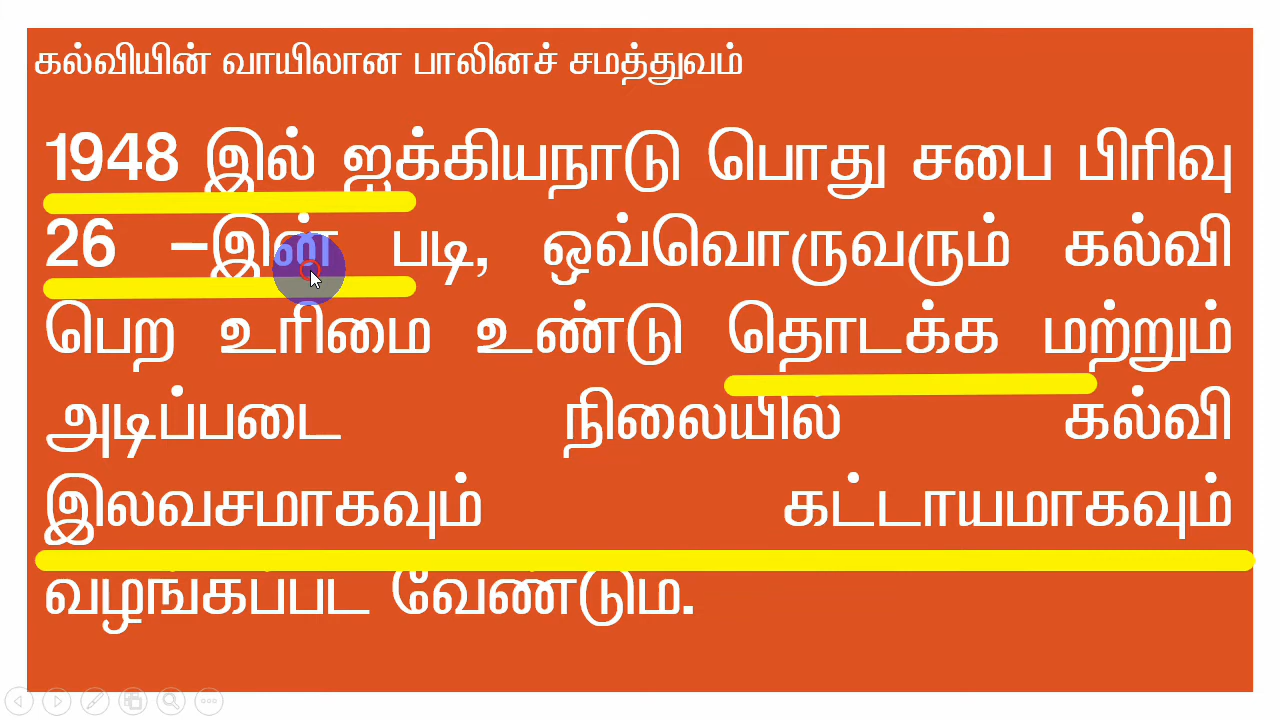 கல்வியின் வாயிலான பாலினச் சமத்துவம்
1948 இல் ஐக்கியநாடு பொது சபை பிரிவு
26 –இன் படி, ஒவ்வொருவரும் கல்வி
பெற உரிமை உண்டு தொடக்க மற்றும்
அடிப்படை நிலையில் கல்வி
இலவசமாகவும் கட்டாயமாகவும்
வழங்கப்பட வேண்டும்.